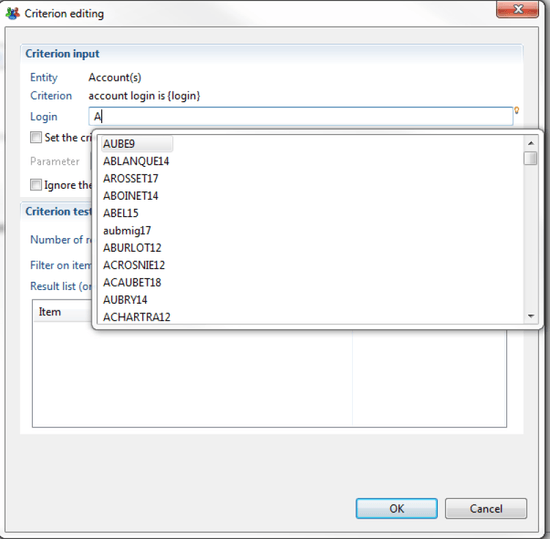 Criterion editing
Criterion input
Entity Account(s)
Criterion account login is {login}
Login A
Set the cri
AUBE9
ABLANQUE14
Parameter
AROSSET17
Ignore the
ABOINET14
ABEL15
Criterion test
aubmig17
Number of re
ABURLOT12
Filter on item
ACROSNIE12
Result list (or
ACAUBET18
Item
AUBRY14
ACHARTRA12
OK Cancel